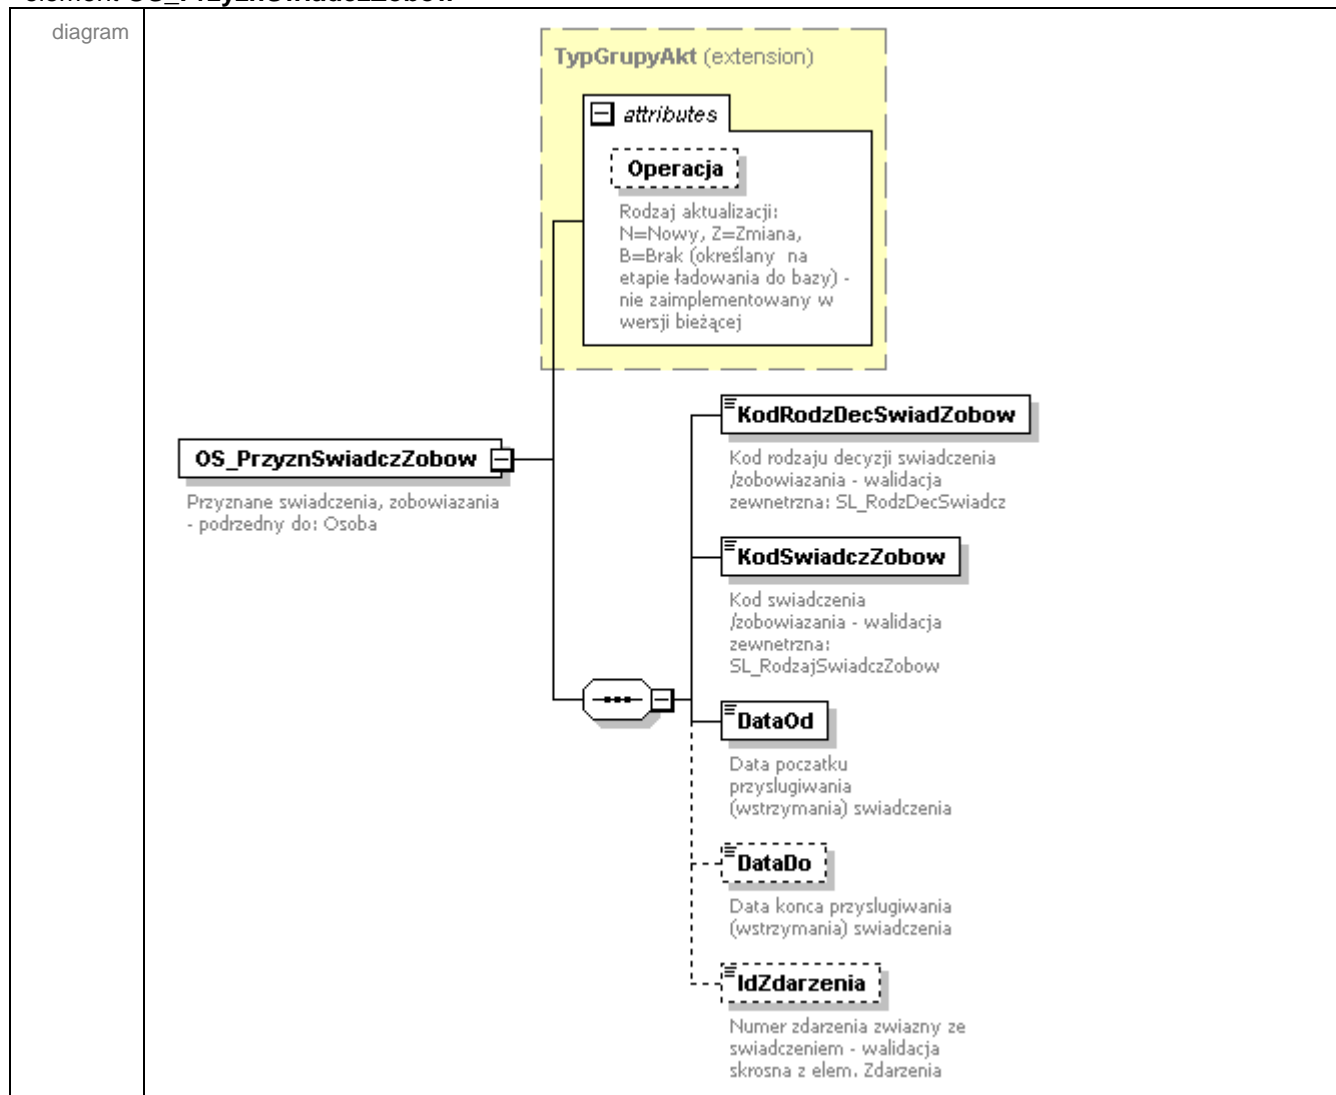 element OS_PrzyznSwiadczZobow
diagram
TypGrupyAkt (extension)
attributes
Operacja
Rodzaj aktualizacji:
N=Nowy, Z=Zmiana,
B=Brak (określany na
etapie ładowania do bazy) -
nie zaimplementowany w
wersji bieżącej
OS_PrzyznSwiadczZobow
Przyznane swiadczenia, zobowiazania
- podrzedny do: Osoba
KodRodzDecSwiadZobow
Kod rodzaju decyzji swiadczenia
/zobowiazania - walidacja
zewnetrzna: SL_RodzDecSwiadcz
KodSwiadczZobow
Kod swiadczenia
/zobowiazania - walidacja
zewnetrzna:
SL_RodzajSwiadczZobow
DataOd
Data poczatku
przyslugiwania
(wstrzymania) swiadczenia
DataDo
Data konca przyslugiwania
(wstrzymania) swiadczenia
IdZdarzenia
Numer zdarzenia zwiazny ze
swiadczeniem - walidacja
skrosna z elem. Zdarzenia